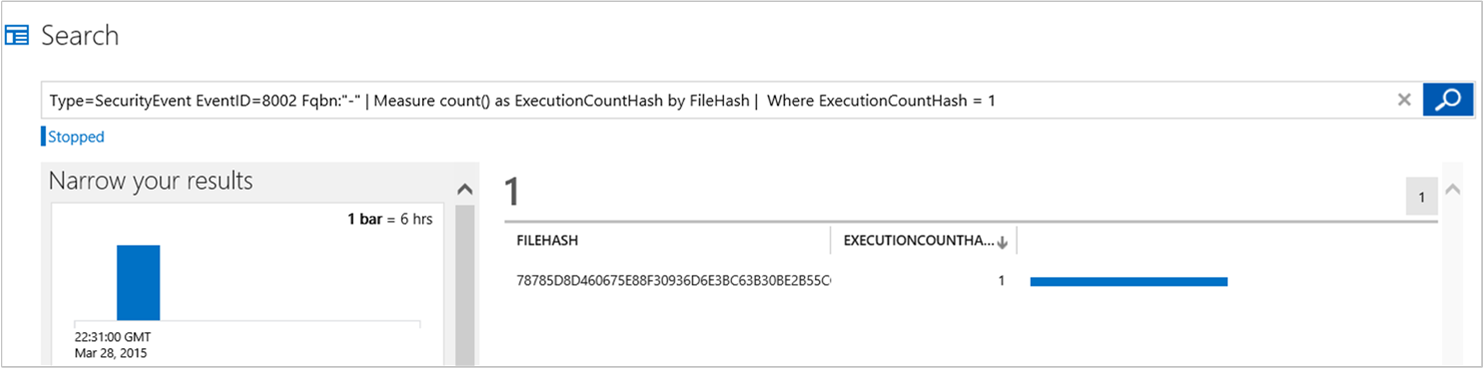 Search
Type=SecurityEvent EventID=8002 Fqbn:"-" | Measure count() as ExecutionCountHash by FileHash | Where ExecutionCountHash = 1
Stopped
Narrow your results
1 bar = 6 hrs
22:31:00 GMT
Mar 28, 2015
1
1
FILEHASH EXECUTIONCOUNTHA...
78785D8D460675E88F30936D6E3BC63B30BE2B55C 1